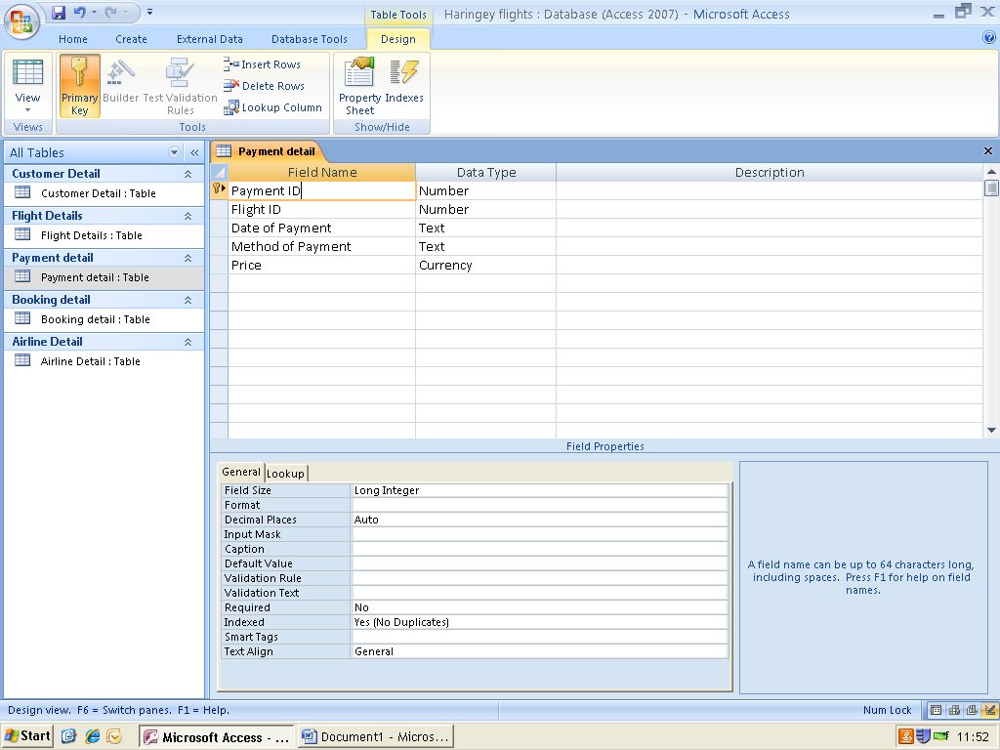 Table Tools
Haringey flights : Database (Access 2007) - Microsoft Access
Home
Create
External Data
Database Tools
Design
View
Primary Key
Builder
Test Validation Rules
Insert Rows
Delete Rows
Lookup Column
Property Sheet
Indexes
Views
Tools
Show/Hide
All Tables
Customer Detail
Customer Detail : Table
Flight Details
Flight Details : Table
Payment detail
Payment detail : Table
Booking detail
Booking detail : Table
Airline Detail
Airline Detail : Table
Payment detail
Field Name Data Type Description
Payment ID Number
Flight ID Number
Date of Payment Text
Method of Payment Text
Price Currency
Field Properties
General Lookup
Field Size Long Integer
Format
Decimal Places Auto
Input Mask
Caption
Default Value
Validation Rule
Validation Text
Required No
Indexed Yes (No Duplicates)
Smart Tags
Text Align General
A field name can be up to 64 characters long,
including spaces. Press F1 for help on field
names.
Design view. F6 = Switch panes. F1 = Help.
Num Lock
Start
Microsoft Access - ...
Document1 - Micros...
11:52